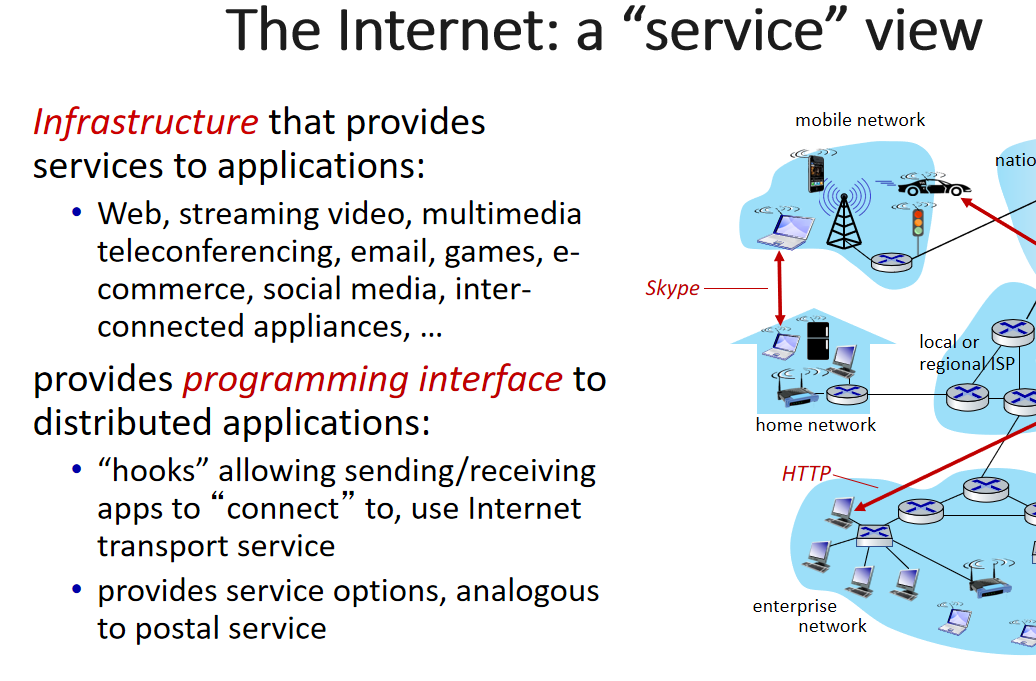 The Internet: a “service” view
Infrastructure that provides
services to applications:
• Web, streaming video, multimedia
teleconferencing, email, games, e-
commerce, social media, inter-
connected appliances, …
provides programming interface to
distributed applications:
• “hooks” allowing sending/receiving
apps to “connect” to, use Internet
transport service
• provides service options, analogous
to postal service
mobile network
natio
Skype
local or
regional ISP
home network
HTTP
enterprise
network